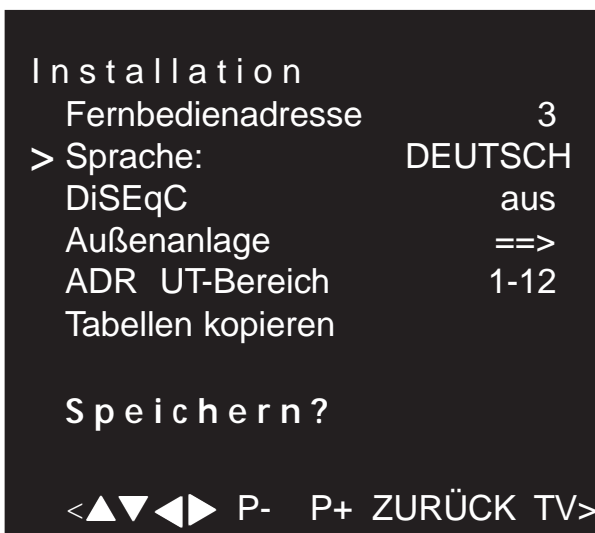 Installation
Fernbedienadresse 3
> Sprache: DEUTSCH
DiSEqC aus
Außenanlage ==>
ADR UT-Bereich 1-12
Tabellen kopieren
Speichern?
<▲▼◀▶ P- P+ ZURÜCK TV>